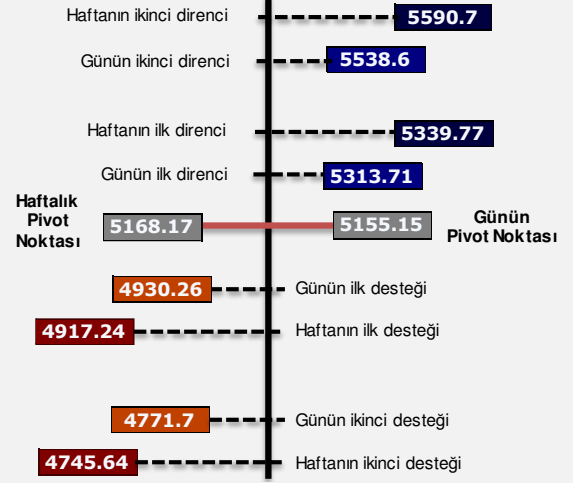 Haftanın ikinci direnci 5590.7
Günün ikinci direnci 5538.6
Haftanın ilk direnci 5339.77
Günün ilk direnci 5313.71
Haftalık
Pivot
Noktası
5168.17
5155.15
Günün
Pivot Noktası
4930.26 Günün ilk desteği
4917.24 Haftanın ilk desteği
4771.7 Günün ikinci desteği
4745.64 Haftanın ikinci desteği